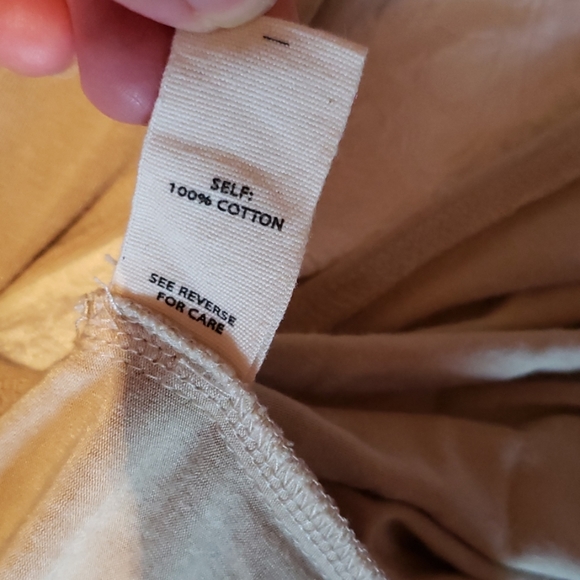 SELF:
100% COTTON
SEE REVERSE
FOR CARE